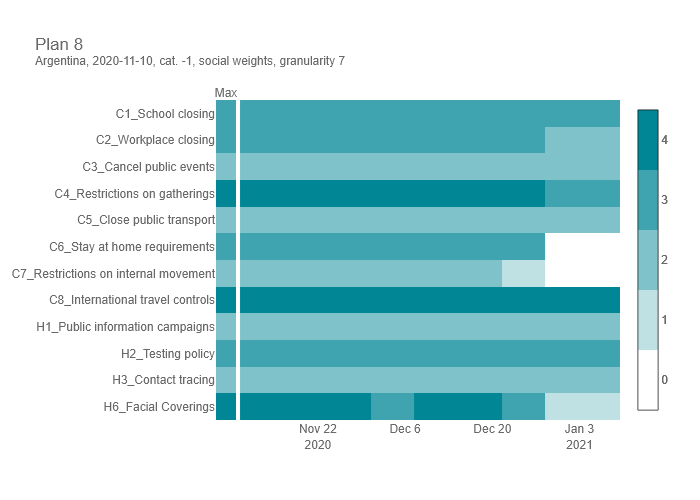 Plan 8
Argentina, 2020-11-10, cat. -1, social weights, granularity 7
Max
C1_School closing
C2_Workplace closing
C3_Cancel public events
C4_Restrictions on gatherings
C5_Close public transport
C6_Stay at home requirements
C7_Restrictions on internal movement
C8_International travel controls
H1_Public information campaigns
H2_Testing policy
H3_Contact tracing
H6_Facial Coverings
Nov 22 Dec 6 Dec 20 Jan 3
2020 2021
4
3
2
1
0